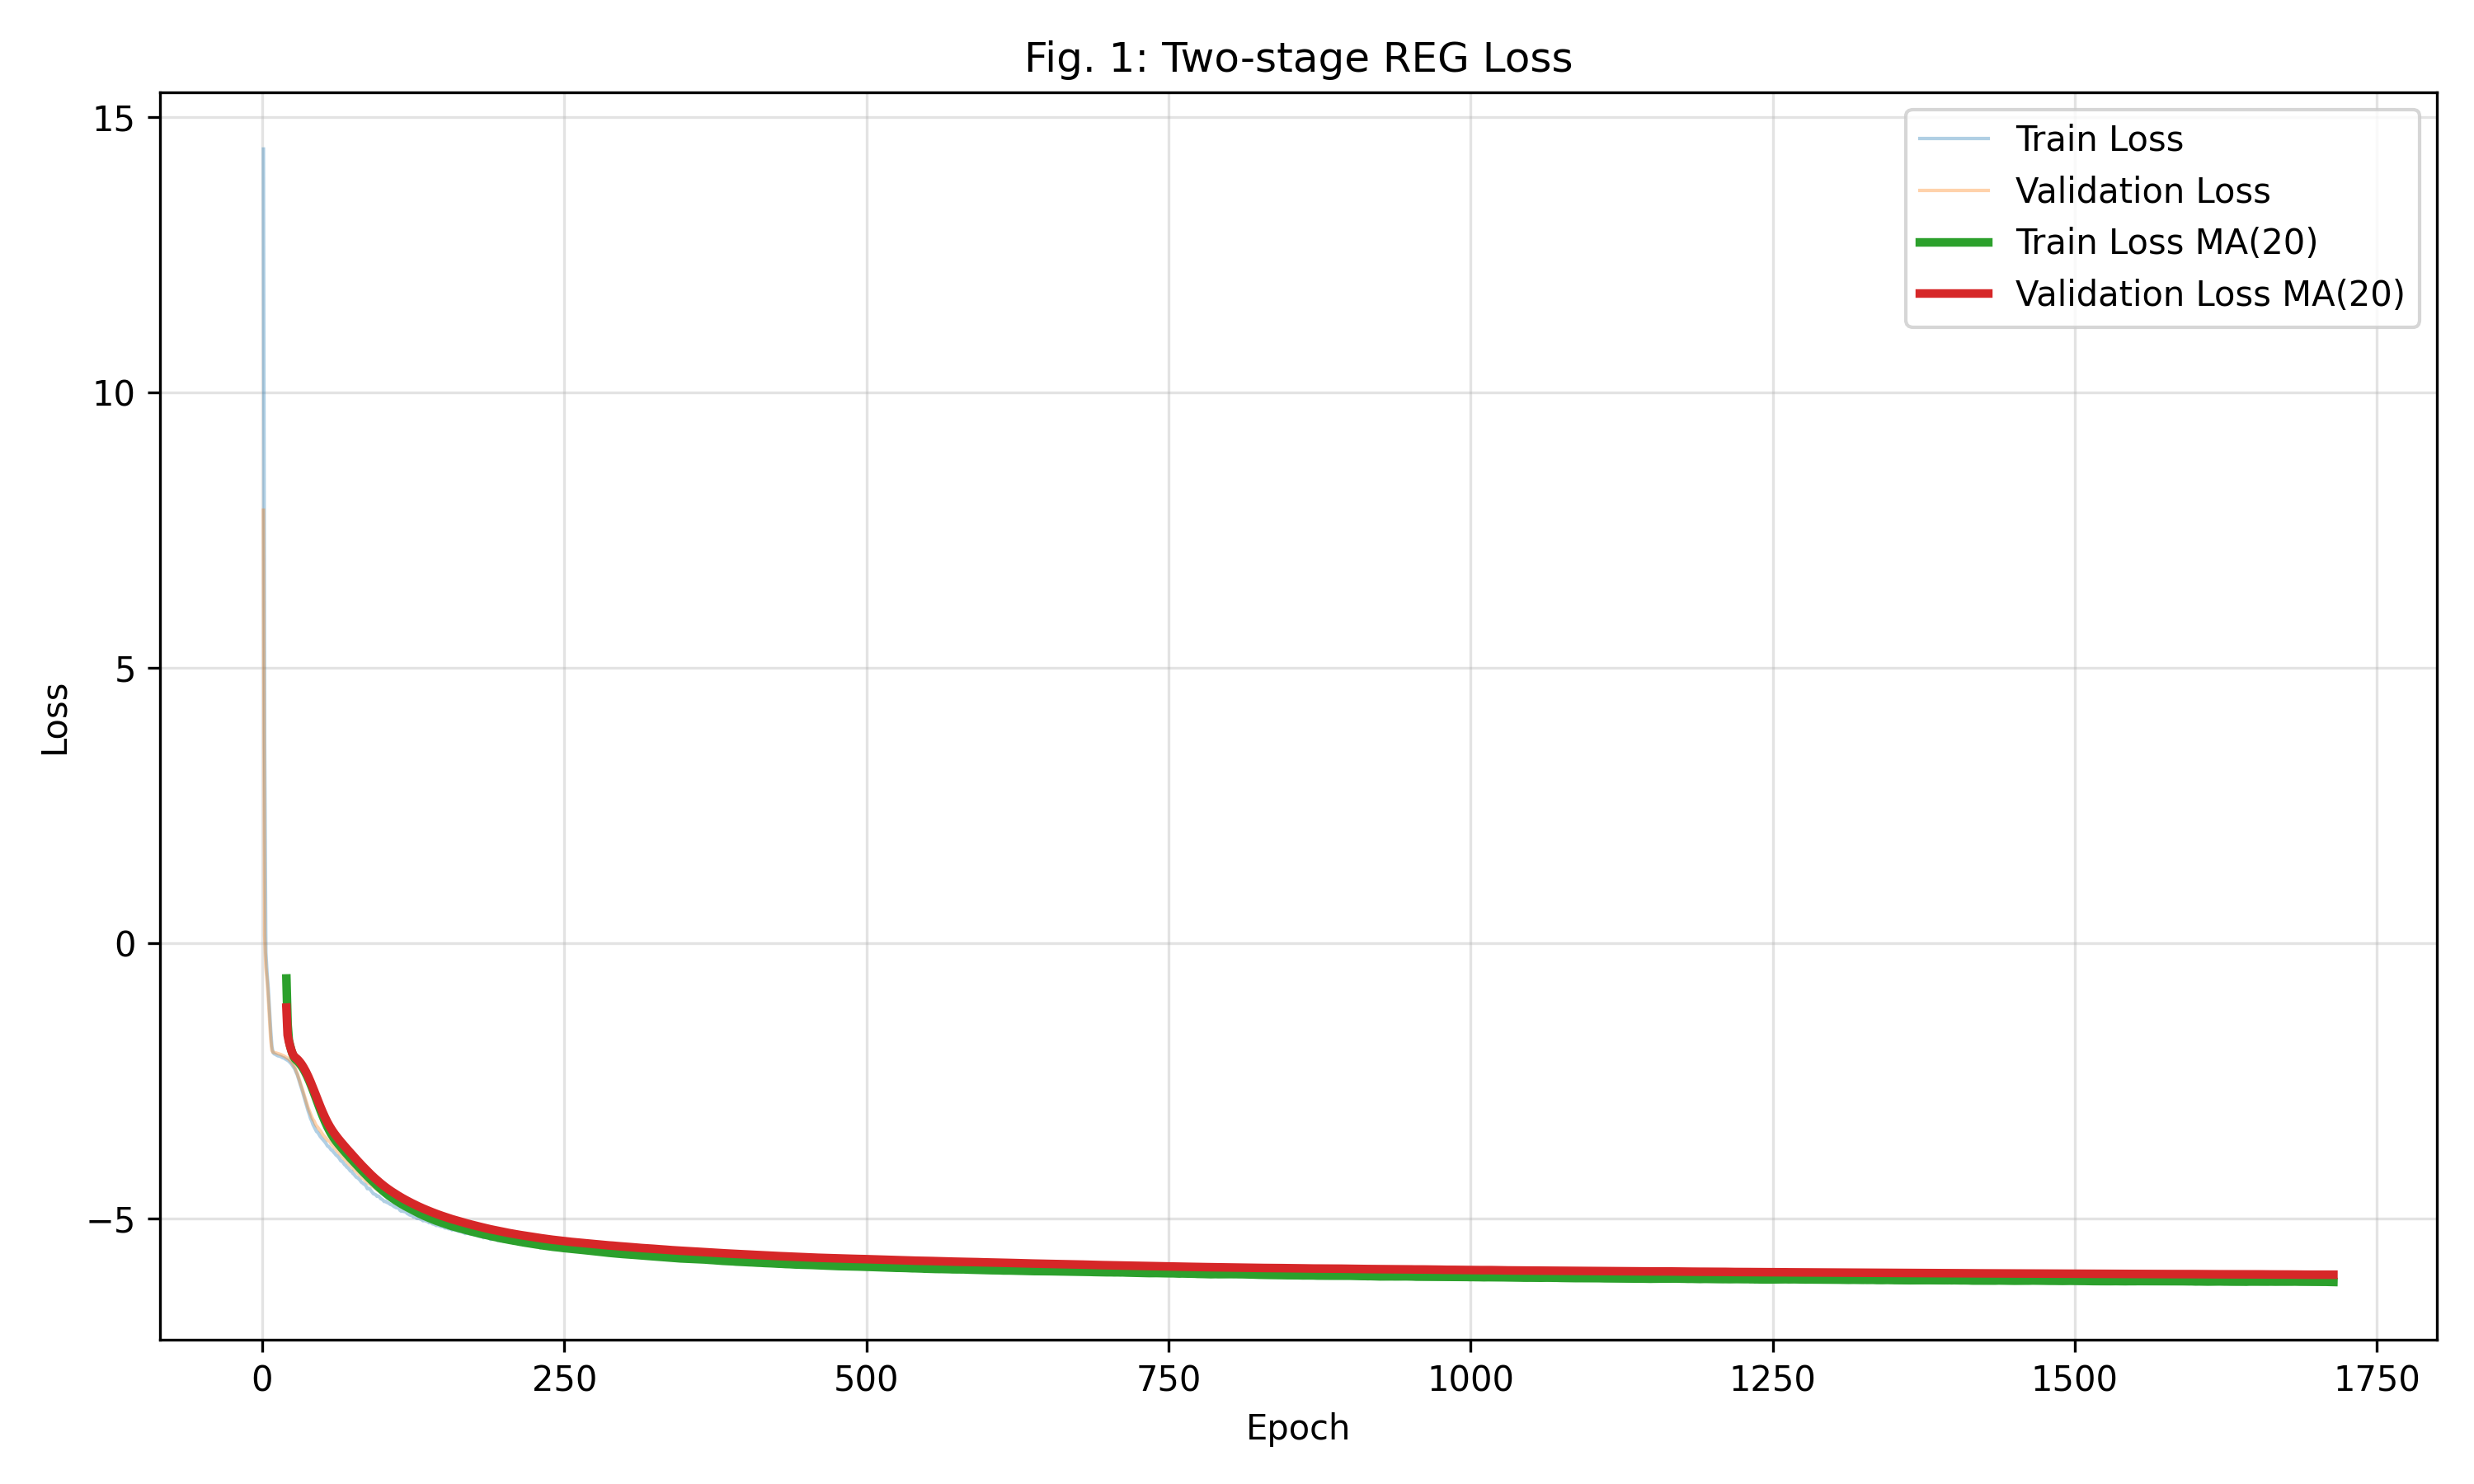 Fig. 1: Two-stage REG Loss
Train Loss
Validation Loss
Train Loss MA(20)
Validation Loss MA(20)
15
10
5
0
−5
Loss
0 250 500 750 1000 1250 1500 1750
Epoch